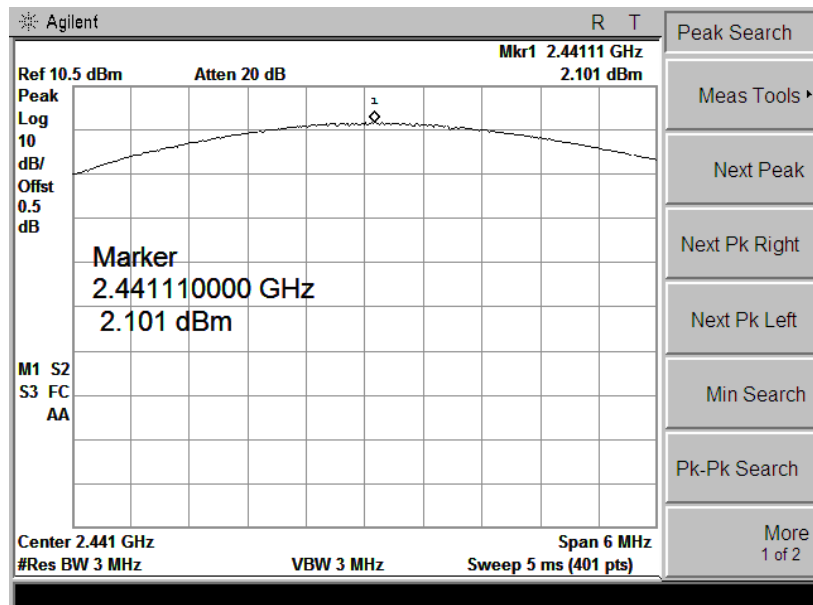 Agilent R T
Mkr1 2.44111 GHz
Ref 10.5 dBm Atten 20 dB 2.101 dBm
Peak
Log
10
dB/
Offst
0.5
dB
1
Marker
2.441110000 GHz
2.101 dBm
M1 S2
S3 FC
AA
Center 2.441 GHz Span 6 MHz
#Res BW 3 MHz VBW 3 MHz Sweep 5 ms (401 pts)
Peak Search
Meas Tools
Next Peak
Next Pk Right
Next Pk Left
Min Search
Pk-Pk Search
More
1 of 2